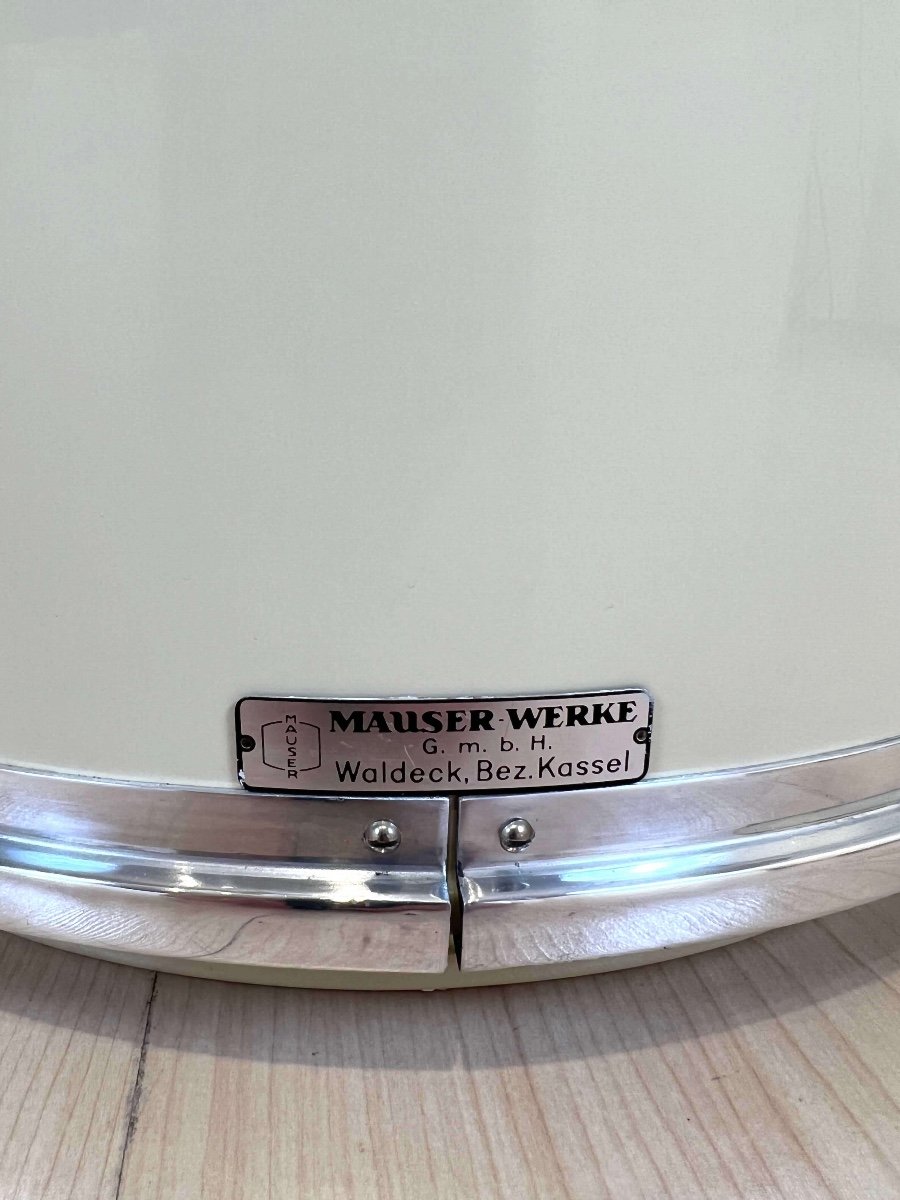 MAUSER
MAUSER-WERKE
G. m. b. H.
Waldeck, Bez. Kassel